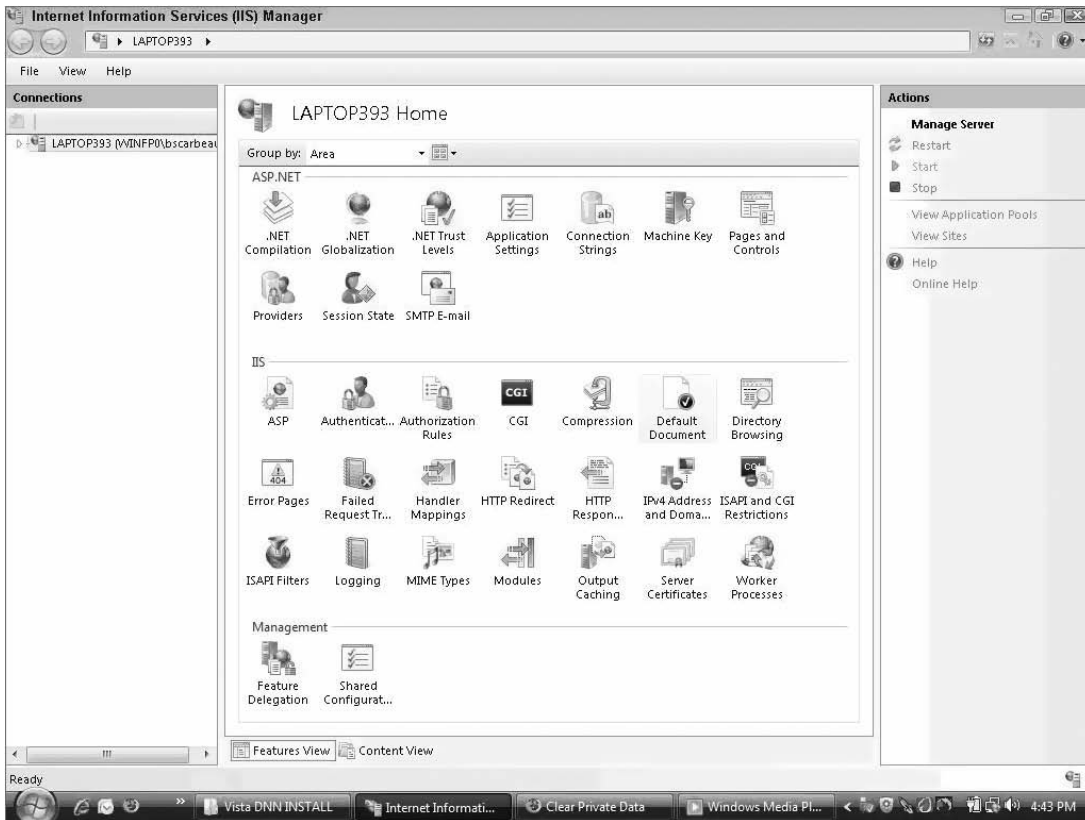 Internet Information Services (IIS) Manager
LAPTOP393
File View Help
Connections
LAPTOP393 (WINFP0\bscarbeau
LAPTOP393 Home
Group by: Area
ASP.NET
.NET Compilation
.NET Globalization
.NET Trust Levels
Application Settings
Connection Strings
Machine Key
Pages and Controls
Providers
Session State
SMTP E-mail
IIS
ASP
Authenticat...
Authorization Rules
CGI
CGI
Compression
Default Document
Directory Browsing
404
Error Pages
Failed Request Tr...
Handler Mappings
HTTP Redirect
HTTP Respon...
IPv4 Address and Doma...
ISAPI and CGI Restrictions
ISAPI Filters
Logging
MIME Types
Modules
Output Caching
Server Certificates
Worker Processes
Management
Feature Delegation
Shared Configurat...
Features View
Content View
Actions
Manage Server
Restart
Start
Stop
View Application Pools
View Sites
Help
Online Help
Ready
Vista DNN INSTALL
Internet Informati...
Clear Private Data
Windows Media Pl...
4:43 PM